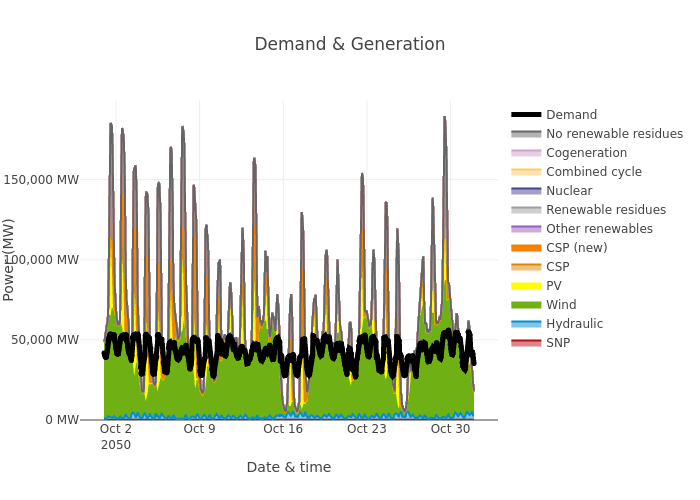 Demand & Generation
Demand
No renewable residues
Cogeneration
Combined cycle
Nuclear
Renewable residues
Other renewables
CSP (new)
CSP
PV
Wind
Hydraulic
SNP
150,000 MW
100,000 MW
50,000 MW
0 MW
Power (MW)
Oct 2
2050
Oct 9
Oct 16
Oct 23
Oct 30
Date & time